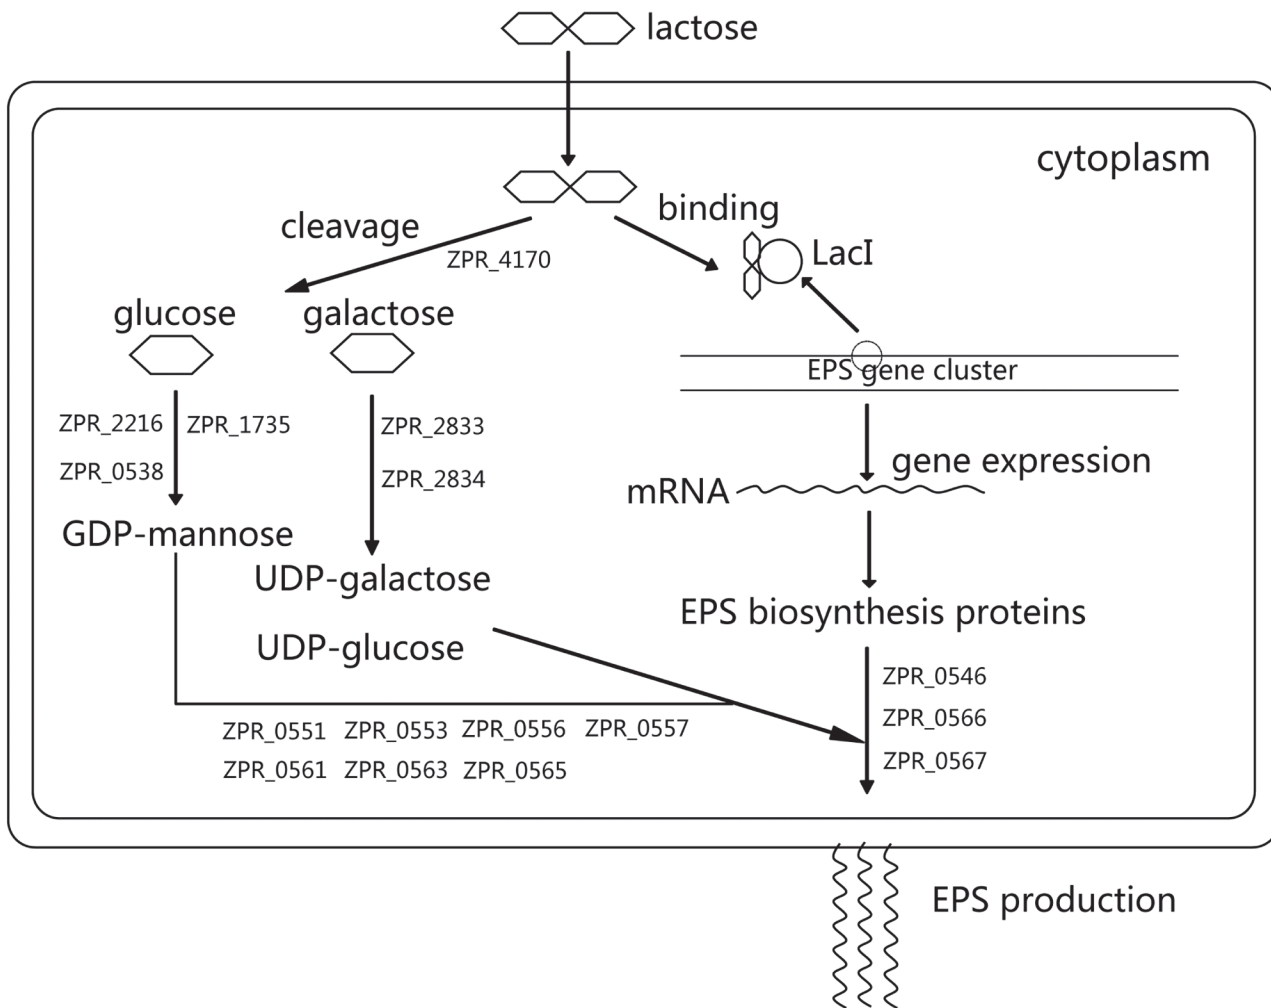 lactose
cytoplasm
cleavage
binding
ZPR_4170
LacI
glucose
galactose
EPS gene cluster
ZPR_2216
ZPR_1735
ZPR_2833
ZPR_0538
ZPR_2834
gene expression
mRNA
GDP-mannose
UDP-galactose
EPS biosynthesis proteins
UDP-glucose
ZPR_0546
ZPR_0566
ZPR_0551 ZPR_0553 ZPR_0556 ZPR_0557
ZPR_0567
ZPR_0561 ZPR_0563 ZPR_0565
EPS production